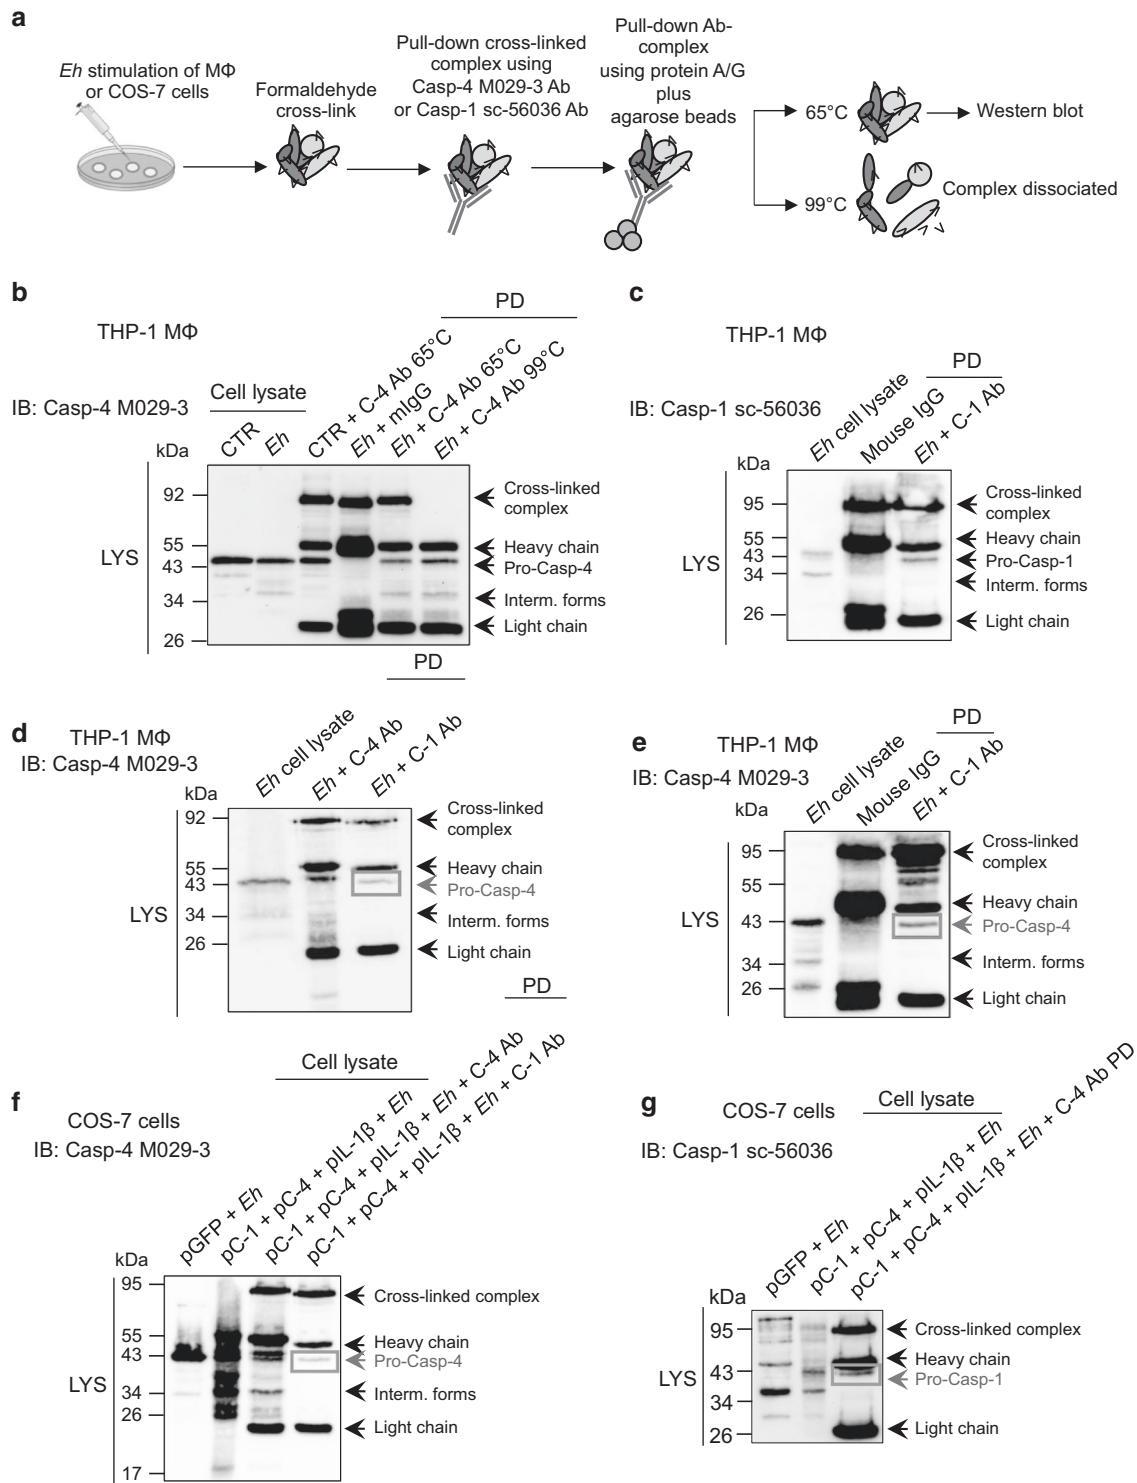 a
Eh stimulation of MΦ
or COS-7 cells
Formaldehyde
cross-link
Pull-down cross-linked
complex using
Casp-4 M029-3 Ab
or Casp-1 sc-56036 Ab
Pull-down Ab-
complex
using protein A/G
plus
agarose beads
65°C
Western blot
99°C
Complex dissociated
b
THP-1 MΦ
IB: Casp-4 M029-3
Cell lysate
PD
CTR
Eh
CTR + C-4 Ab 65°C
Eh + mIgG
Eh + C-4 Ab 65°C
Eh + C-4 Ab 99°C
kDa
92
55
43
34
26
LYS
Cross-linked
complex
Heavy chain
Pro-Casp-4
Interm. forms
Light chain
c
THP-1 MΦ
IB: Casp-1 sc-56036
PD
Eh cell lysate
Mouse IgG
Eh + C-1 Ab
kDa
95
55
43
34
26
LYS
Cross-linked
complex
Heavy chain
Pro-Casp-1
Interm. forms
Light chain
d
THP-1 MΦ
IB: Casp-4 M029-3
PD
Eh cell lysate
Eh + C-4 Ab
Eh + C-1 Ab
kDa
92
55
43
34
26
LYS
Cross-linked
complex
Heavy chain
Pro-Casp-4
Interm. forms
Light chain
e
THP-1 MΦ
IB: Casp-4 M029-3
PD
Eh cell lysate
Mouse IgG
Eh + C-1 Ab
kDa
95
55
43
34
26
LYS
Cross-linked
complex
Heavy chain
Pro-Casp-4
Interm. forms
Light chain
f
COS-7 cells
IB: Casp-4 M029-3
Cell lysate
PD
pGFP + Eh
pC-1 + pC-4 + pIL-1β + Eh
pC-1 + pC-4 + pIL-1β + Eh + C-4 Ab
pC-1 + pC-4 + pIL-1β + Eh + C-1 Ab
kDa
95
55
43
34
26
17
LYS
Cross-linked complex
Heavy chain
Pro-Casp-4
Interm. forms
Light chain
g
COS-7 cells
IB: Casp-1 sc-56036
Cell lysate
pGFP + Eh
pC-1 + pC-4 + pIL-1β + Eh
pC-1 + pC-4 + pIL-1β + Eh + C-4 Ab PD
kDa
95
43
34
26
LYS
Cross-linked complex
Heavy chain
Pro-Casp-1
Light chain